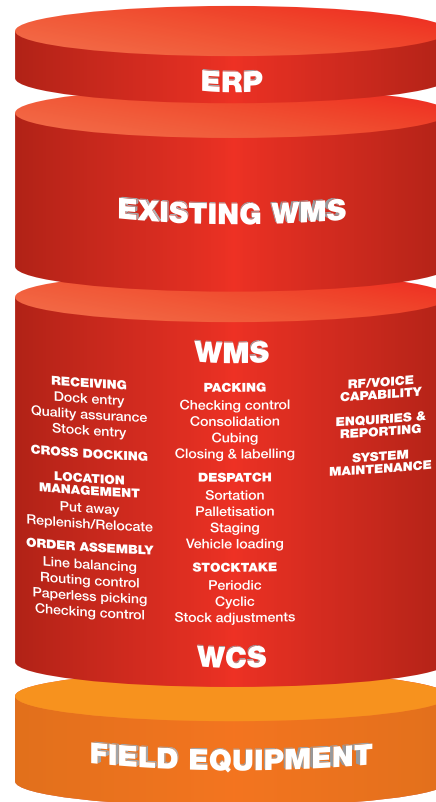 ERP
EXISTING WMS
WMS
RECEIVING
Dock entry
Quality assurance
Stock entry
CROSS DOCKING
LOCATION
MANAGEMENT
Put away
Replenish/Relocate
ORDER ASSEMBLY
Line balancing
Routing control
Paperless picking
Checking control
PACKING
Checking control
Consolidation
Cubing
Closing & labelling
DESPATCH
Sortation
Palletisation
Staging
Vehicle loading
STOCKTAKE
Periodic
Cyclic
Stock adjustments
RF/VOICE
CAPABILITY
ENQUIRIES &
REPORTING
SYSTEM
MAINTENANCE
WCS
FIELD EQUIPMENT